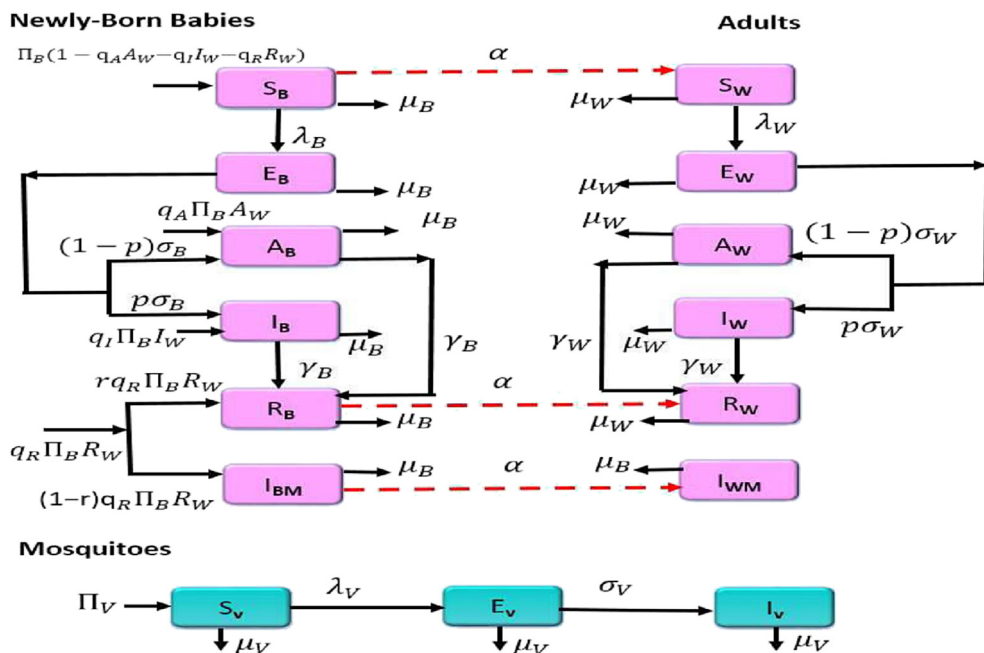 Newly-Born Babies
Adults
Π_B(1 − q_A A_W−q_I I_W−q_R R_W)
α
S_B
S_W
μ_B
μ_W
λ_B
λ_W
E_B
E_W
μ_B
μ_W
q_A Π_B A_W
μ_B
μ_W
(1 − p)σ_B
A_B
A_W
(1 − p)σ_W
pσ_B
I_B
I_W
pσ_W
q_I Π_B I_W
μ_B
γ_B
γ_W
μ_W
γ_B
γ_W
rq_R Π_B R_W
α
R_B
R_W
μ_B
μ_W
q_R Π_B R_W
μ_B
α
μ_B
I_BM
I_WM
(1−r)q_R Π_B R_W
Mosquitoes
Π_V
S_v
λ_V
E_v
σ_V
I_v
μ_V
μ_V
μ_V